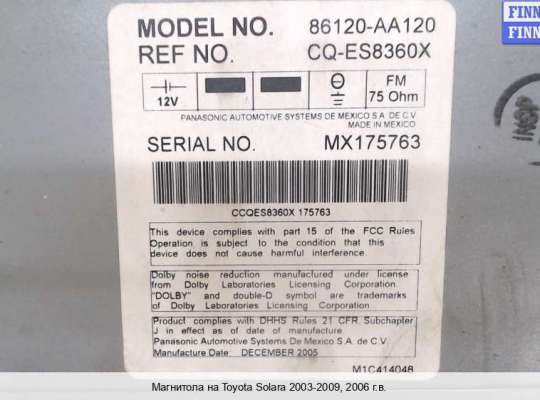 MODEL NO. 86120-AA120
REF NO. CQ-ES8360X
12V
FM
75 Ohm
PANASONIC AUTOMOTIVE SYSTEMS DE MEXICO S.A. DE C.V.
MADE IN MEXICO
SERIAL NO. MX175763
CCQES8360X 175763
This device complies with part 15 of the FCC Rules
Operation is subject to the condition that this
device does not cause harmful interference.
Dolby noise reduction manufactured under license
from Dolby Laboratories Licensing Corporation.
"DOLBY" and double-D symbol are trademarks
of Dolby Laboratories Licensing Corporation.
Product complies with DHHS Rules 21 CFR Subchapter
J in effect as of date of manufacture
Panasonic Automotive Systems De Mexico S.A. De C.V.
Manufacture Date: DECEMBER 2005
M1C414048
FINN
FINN
Магнитола на Toyota Solara 2003-2009, 2006 г.в.